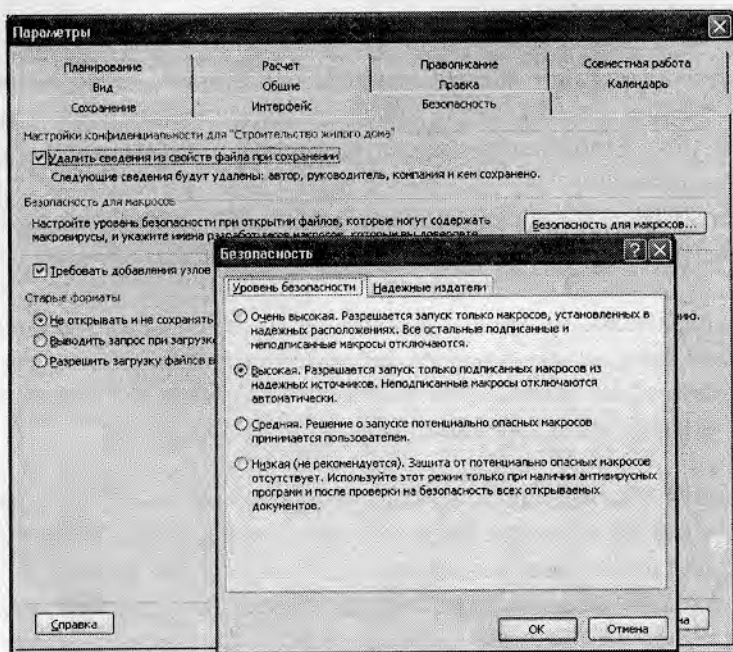 Параметры
Планирование Расчет Правописание Совместная работа
Вид Общие Правка Календарь
Сохранение Интерфейс Безопасность
Настройки конфиденциальности для "Строительство жилого дома"
Удалить сведения из свойств файла при сохранении
Следующие сведения будут удалены: автор, руководитель, компания и кем сохранено.
Безопасность для макросов
Настройте уровень безопасности при открытии файлов, которые могут содержать
макровирусы, и укажите имена разработчиков макросов, которым вы доверяете.
Безопасность для макросов...
Требовать добавления узлов
Старые форматы
Не открывать и не сохранять
Выводить запрос при загрузке
Разрешить загрузку файлов в
Справка
Безопасность
Уровень безопасности Надежные издатели
Очень высокая. Разрешается запуск только макросов, установленных в
надежных расположениях. Все остальные подписанные и
неподписанные макросы отключаются.
Высокая. Разрешается запуск только подписанных макросов из
надежных источников. Неподписанные макросы отключаются
автоматически.
Средняя. Решение о запуске потенциально опасных макросов
принимается пользователем.
Низкая (не рекомендуется). Защита от потенциально опасных макросов
отсутствует. Используйте этот режим только при наличии антивирусных
программ и после проверки на безопасность всех открываемых
документов.
OK Отмена